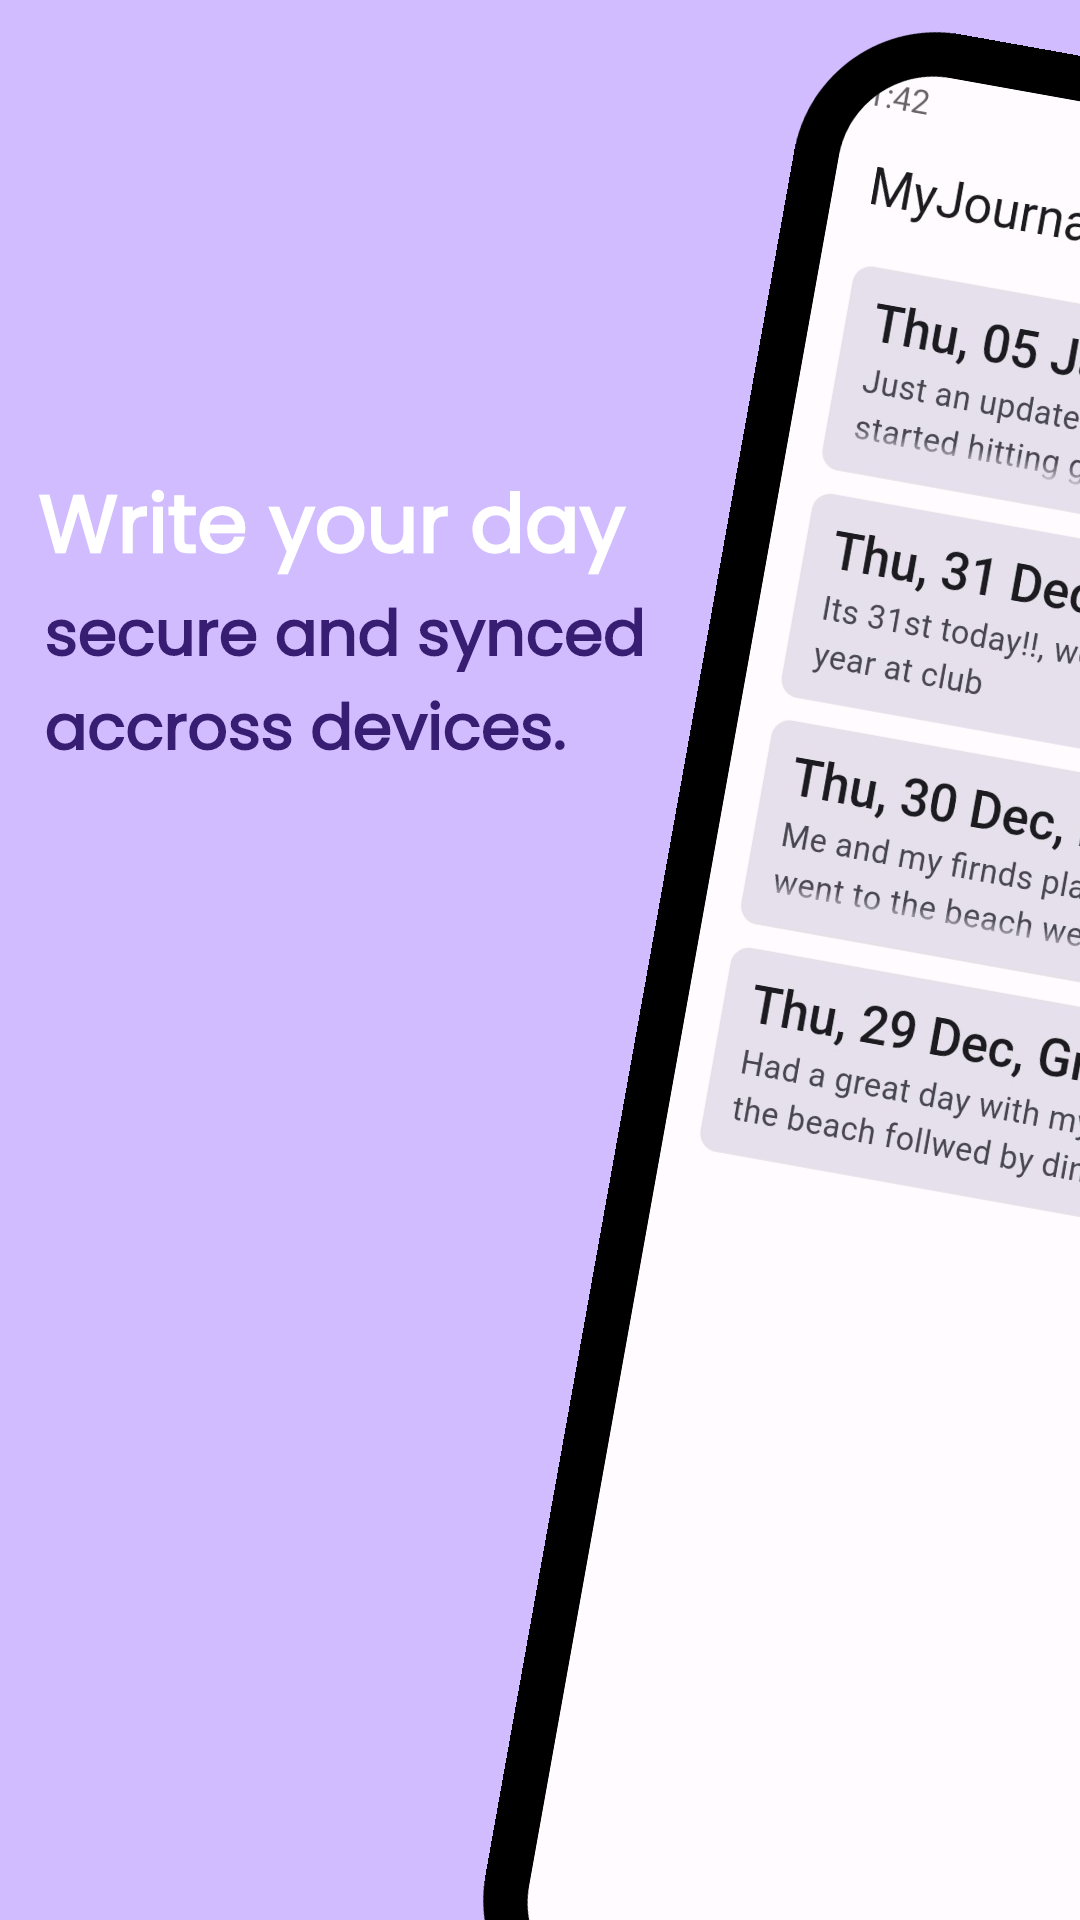 Write your day
secure and synced
accross devices.
:42
MyJourna
Thu, 05 J
Just an update
started hitting g
Thu, 31 Dec
Its 31st today!!, w
year at club
Thu, 30 Dec,
Me and my firnds pla
went to the beach we
Thu, 29 Dec, Gr
Had a great day with my
the beach follwed by din